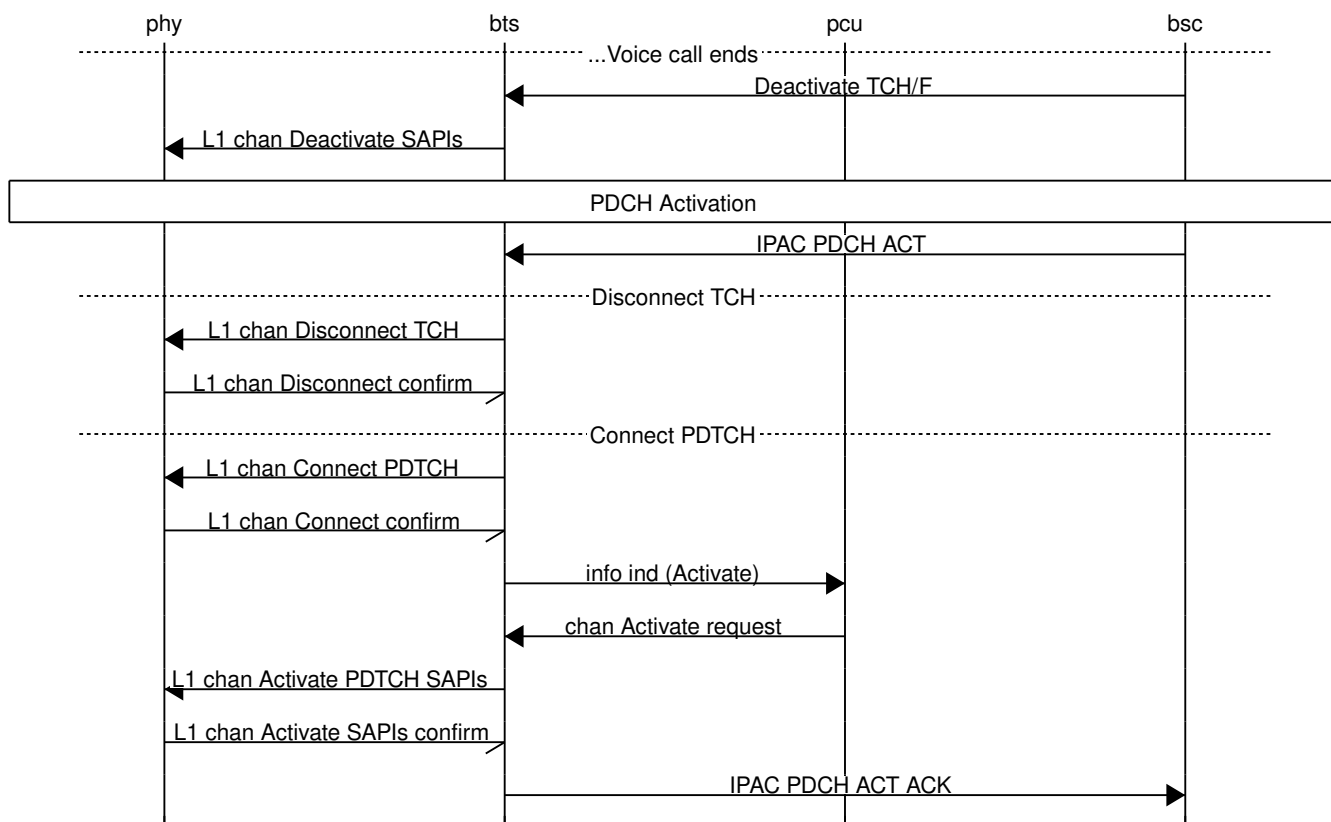 phy bts pcu bsc
...Voice call ends
Deactivate TCH/F
L1 chan Deactivate SAPIs
PDCH Activation
IPAC PDCH ACT
Disconnect TCH
L1 chan Disconnect TCH
L1 chan Disconnect confirm
Connect PDTCH
L1 chan Connect PDTCH
L1 chan Connect confirm
info ind (Activate)
chan Activate request
L1 chan Activate PDTCH SAPIs
L1 chan Activate SAPIs confirm
IPAC PDCH ACT ACK